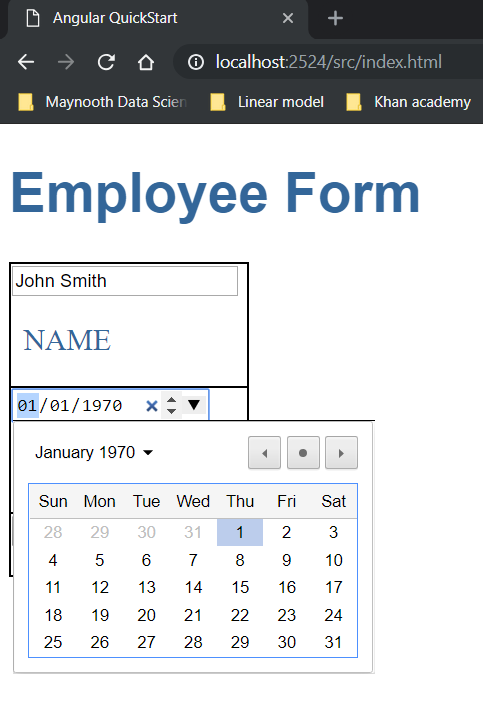 Angular QuickStart
localhost:2524/src/index.html
Maynooth Data Scien Linear model Khan academy
Employee Form
John Smith
NAME
01/01/1970
January 1970
Sun Mon Tue Wed Thu Fri Sat
28 29 30 31 1 2 3
4 5 6 7 8 9 10
11 12 13 14 15 16 17
18 19 20 21 22 23 24
25 26 27 28 29 30 31